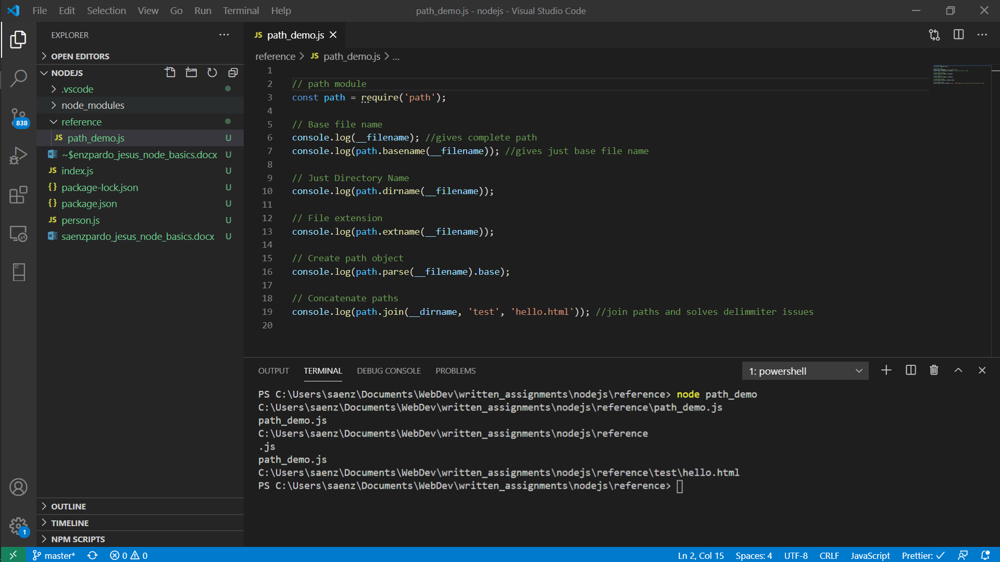 File Edit Selection View Go Run Terminal Help path_demo.js - nodejs - Visual Studio Code
EXPLORER
OPEN EDITORS
NODEJS
.vscode
node_modules
reference
JS path_demo.js U
~$enzpardo_jesus_node_basics.docx U
JS index.js U
{} package-lock.json U
{} package.json U
JS person.js U
saenzpardo_jesus_node_basics.docx U
838
1
OUTLINE
TIMELINE
NPM SCRIPTS
JS path_demo.js
reference > JS path_demo.js > ...
1
2 // path module
3 const path = require('path');
4
5 // Base file name
6 console.log(__filename); //gives complete path
7 console.log(path.basename(__filename)); //gives just base file name
8
9 // Just Directory Name
10 console.log(path.dirname(__filename));
11
12 // File extension
13 console.log(path.extname(__filename));
14
15 // Create path object
16 console.log(path.parse(__filename).base);
17
18 // Concatenate paths
19 console.log(path.join(__dirname, 'test', 'hello.html')); //join paths and solves delimmiter issues
20
OUTPUT TERMINAL DEBUG CONSOLE PROBLEMS 1: powershell
PS C:\Users\saenz\Documents\WebDev\written_assignments\nodejs\reference> node path_demo
C:\Users\saenz\Documents\WebDev\written_assignments\nodejs\reference\path_demo.js
path_demo.js
C:\Users\saenz\Documents\WebDev\written_assignments\nodejs\reference
.js
path_demo.js
C:\Users\saenz\Documents\WebDev\written_assignments\nodejs\reference\test\hello.html
PS C:\Users\saenz\Documents\WebDev\written_assignments\nodejs\reference>
master* 0 0 Ln 2, Col 15 Spaces: 4 UTF-8 CRLF JavaScript Prettier: ✓